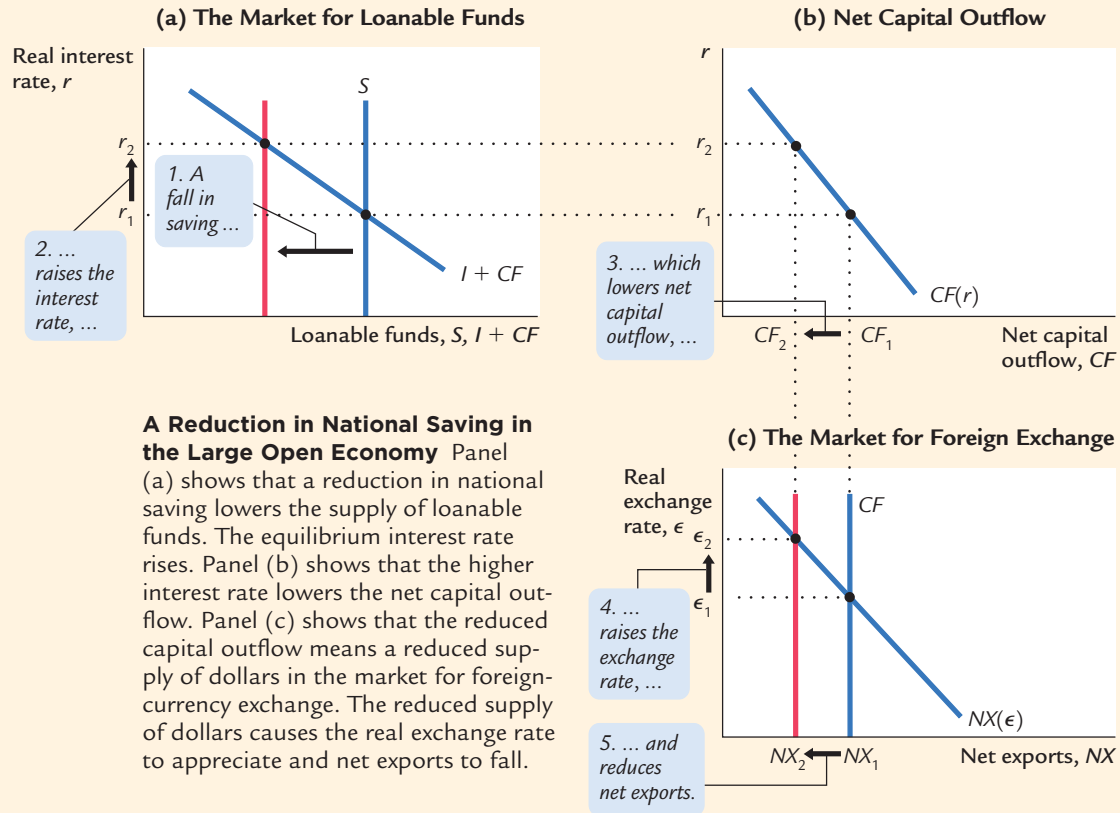 (a) The Market for Loanable Funds
Real interest
rate, r
S
r2
r1
1. A
fall in
saving ...
2. ...
raises the
interest
rate, ...
I + CF
Loanable funds, S, I + CF
(b) Net Capital Outflow
r
r2
r1
3. ... which
lowers net
capital
outflow, ...
CF(r)
CF2
CF1
Net capital
outflow, CF
A Reduction in National Saving in
the Large Open Economy Panel
(a) shows that a reduction in national
saving lowers the supply of loanable
funds. The equilibrium interest rate
rises. Panel (b) shows that the higher
interest rate lowers the net capital out-
flow. Panel (c) shows that the reduced
capital outflow means a reduced sup-
ply of dollars in the market for foreign-
currency exchange. The reduced supply
of dollars causes the real exchange rate
to appreciate and net exports to fall.
(c) The Market for Foreign Exchange
Real
exchange
rate, ϵ
CF
ϵ2
ϵ1
4. ...
raises the
exchange
rate, ...
NX(ϵ)
5. ... and
reduces
net exports.
NX2
NX1
Net exports, NX